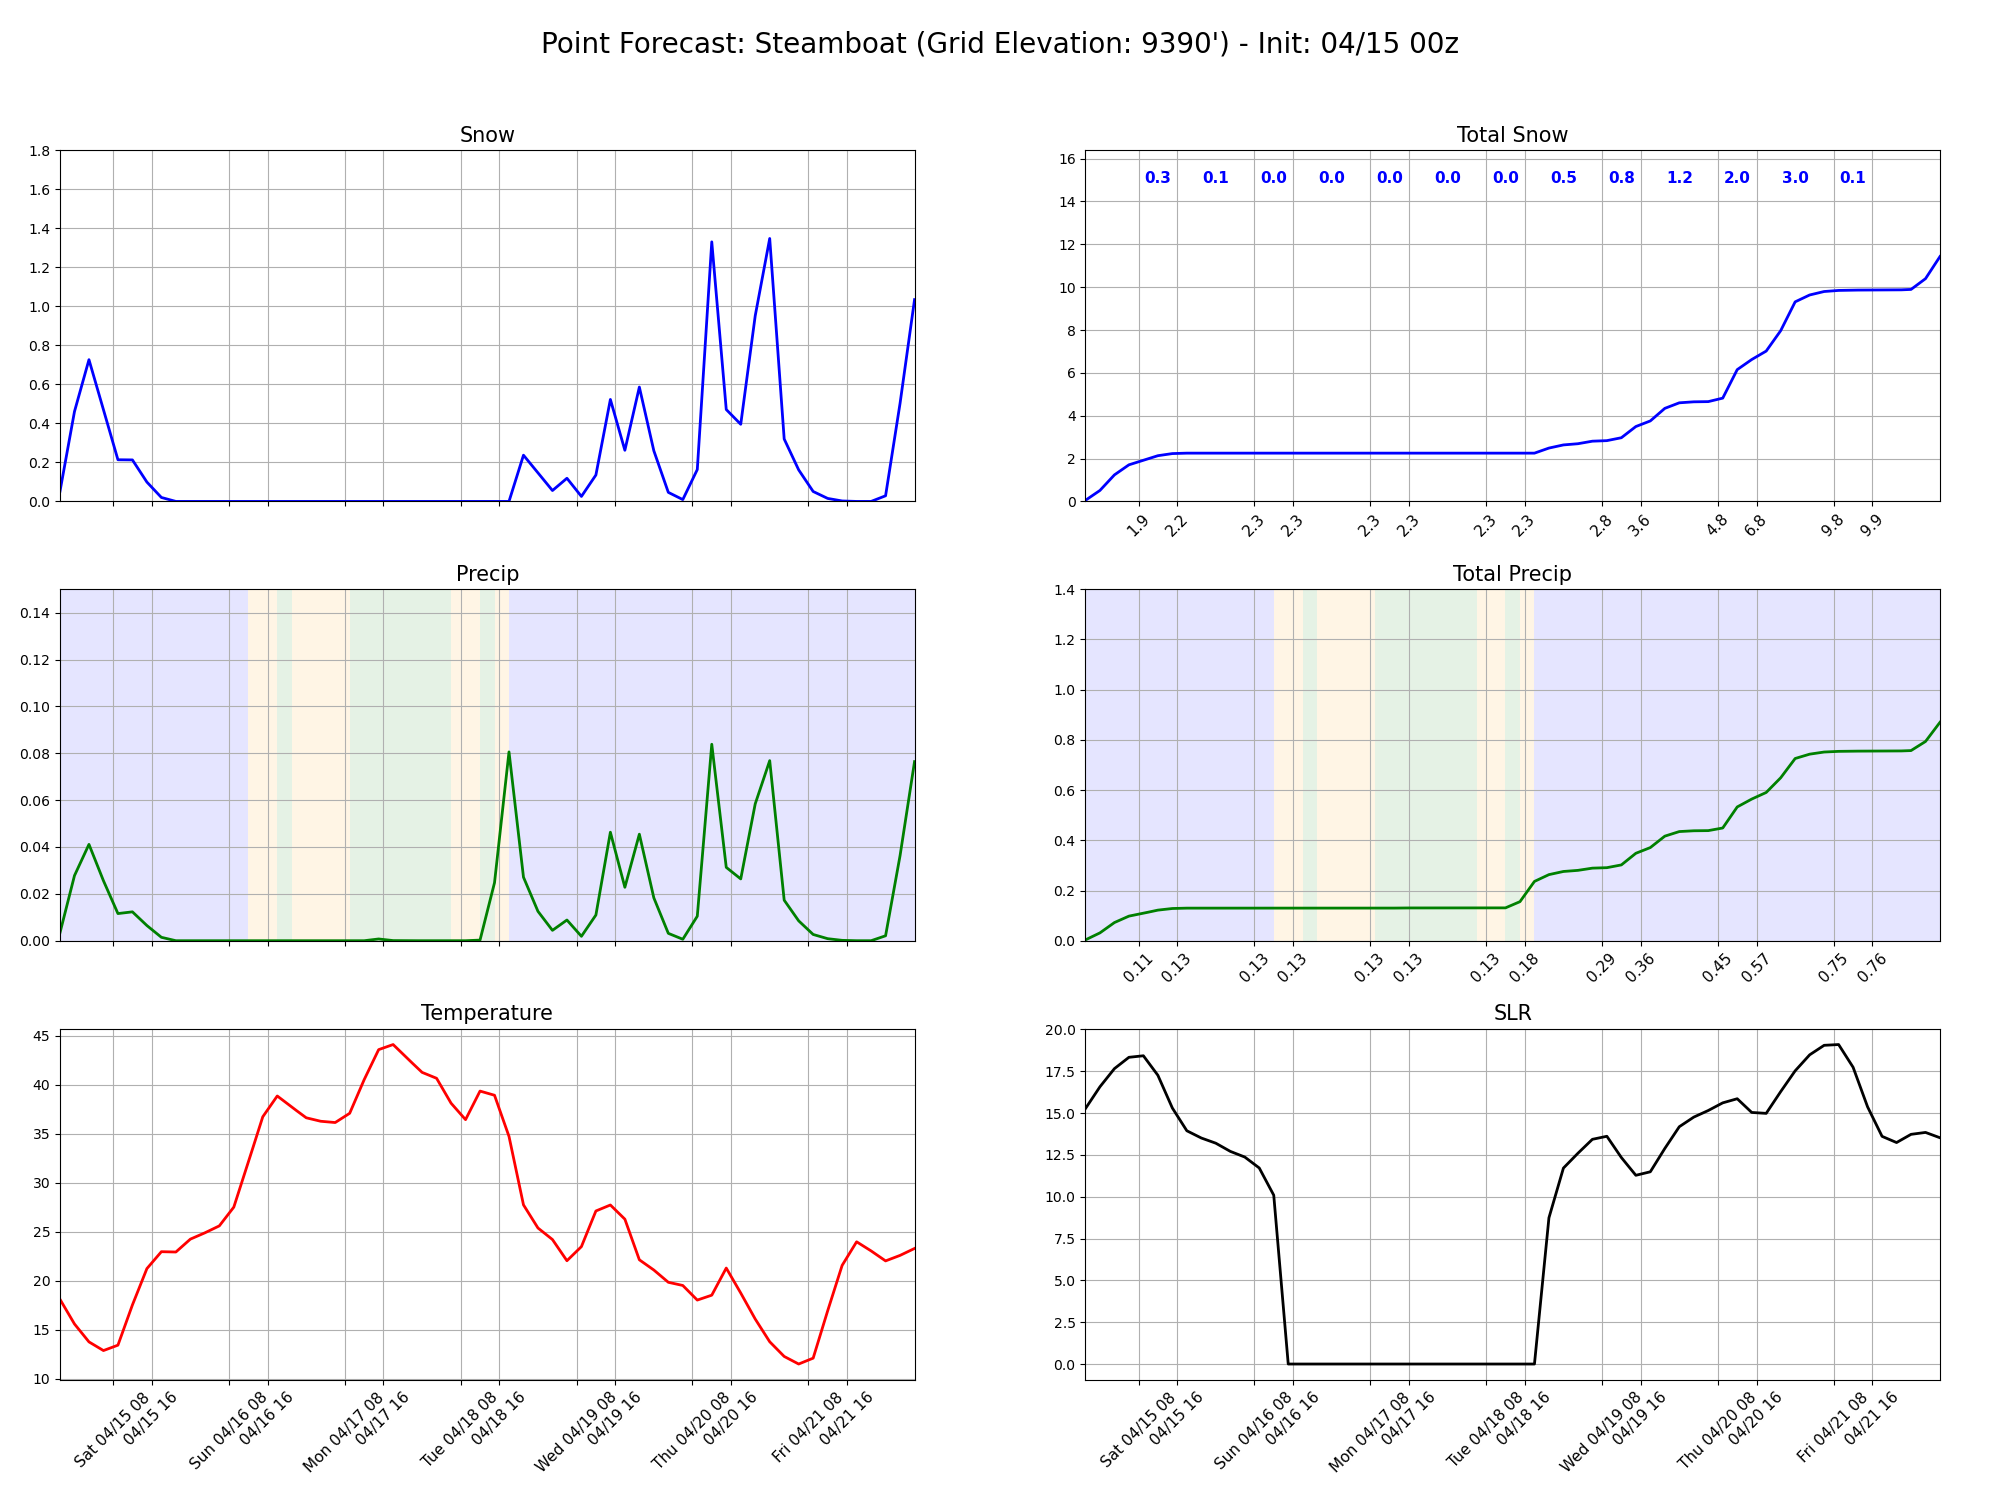 Point Forecast: Steamboat (Grid Elevation: 9390') - Init: 04/15 00z
Snow
1.8
1.6
1.4
1.2
1.0
0.8
0.6
0.4
0.2
0.0
Total Snow
16
14
12
10
8
6
4
2
0
0.3 0.1 0.0 0.0 0.0 0.0 0.0 0.5 0.8 1.2 2.0 3.0 0.1
1.9 2.2 2.3 2.3 2.3 2.3 2.3 2.3 2.8 3.6 4.8 6.8 9.8 9.9
Precip
0.14
0.12
0.10
0.08
0.06
0.04
0.02
0.00
Total Precip
1.4
1.2
1.0
0.8
0.6
0.4
0.2
0.0
0.11 0.13 0.13 0.13 0.13 0.13 0.13 0.18 0.29 0.36 0.45 0.57 0.75 0.76
Temperature
45
40
35
30
25
20
15
10
Sat 04/15 08
04/15 16
Sun 04/16 08
04/16 16
Mon 04/17 08
04/17 16
Tue 04/18 08
04/18 16
Wed 04/19 08
04/19 16
Thu 04/20 08
04/20 16
Fri 04/21 08
04/21 16
SLR
20.0
17.5
15.0
12.5
10.0
7.5
5.0
2.5
0.0
Sat 04/15 08
04/15 16
Sun 04/16 08
04/16 16
Mon 04/17 08
04/17 16
Tue 04/18 08
04/18 16
Wed 04/19 08
04/19 16
Thu 04/20 08
04/20 16
Fri 04/21 08
04/21 16